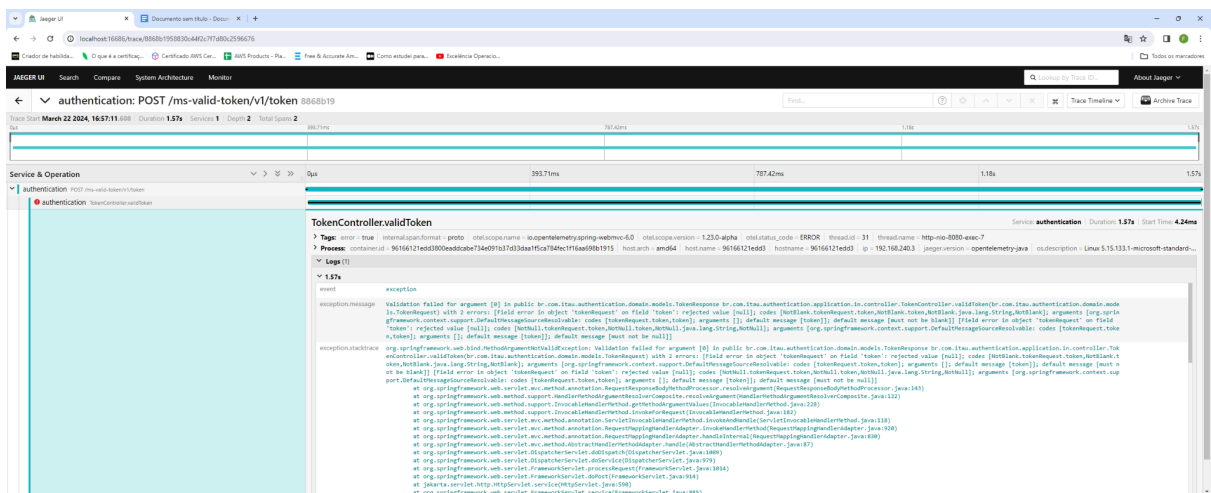 Jaeger UI
Documento sem título - Docum
localhost:16686/trace/8868b1958830c44f2c7f7d80c2596676
Criador de habilida...
O que é a certificaç...
Certificado AWS Cer...
AWS Products - Pla...
Free & Accurate Am...
Como estudei para...
Excelência Operacio...
Todos os marcadores
JAEGER UI Search Compare System Architecture Monitor
Lookup by Trace ID...
About Jaeger
authentication: POST /ms-valid-token/v1/token 8868b19
Find...
Trace Timeline
Archive Trace
Trace Start March 22 2024, 16:57:11.608 Duration 1.57s Services 1 Depth 2 Total Spans 2
0μs 393.71ms 787.42ms 1.18s 1.57s
Service & Operation
0μs 393.71ms 787.42ms 1.18s 1.57s
authentication POST /ms-valid-token/v1/token
authentication TokenController.validToken
TokenController.validToken
Service: authentication Duration: 1.57s Start Time: 4.24ms
Tags: error = true internal.span.format = proto otel.scope.name = io.opentelemetry.spring-webmvc-6.0 otel.scope.version = 1.23.0-alpha otel.status_code = ERROR thread.id = 31 thread.name = http-nio-8080-exec-7
Process: host.arch = amd64 host.name = 96166121edd3 hostname = 96166121edd3 ip = 192.168.240.3 jaeger.version = opentelemetry-java os.description = Linux 5.15.133.1-microsoft-standard-...
Logs (1)
1.57s
event exception
exception.message Validation failed for argument [0] in public br.com.itau.authentication.domain.models.TokenResponse br.com.itau.authentication.application.in.controller.TokenController.validToken(br.com.itau.authentication.domain.mode
ls.TokenRequest) with 2 errors: [Field error in object 'tokenRequest' on field 'token': rejected value [null]; codes [NotBlank.tokenRequest.token,NotBlank.token,NotBlank.java.lang.String,NotBlank]; arguments [org.sprin
gframework.context.support.DefaultMessageSourceResolvable: codes [tokenRequest.token,token]; arguments []; default message [token]]; default message [must not be blank]] [Field error in object 'tokenRequest' on field
'token': rejected value [null]; codes [NotNull.tokenRequest.token,NotNull.token,NotNull.java.lang.String,NotNull]; arguments [org.springframework.context.support.DefaultMessageSourceResolvable: codes [tokenRequest.toke
n,token]; arguments []; default message [token]]; default message [must not be null]]
exception.stacktrace org.springframework.web.bind.MethodArgumentNotValidException: Validation failed for argument [0] in public br.com.itau.authentication.domain.models.TokenResponse br.com.itau.authentication.application.in.controller.Tok
enController.validToken(br.com.itau.authentication.domain.models.TokenRequest) with 2 errors: [Field error in object 'tokenRequest' on field 'token': rejected value [null]; codes [NotBlank.tokenRequest.token,NotBlank.t
oken,NotBlank.java.lang.String,NotBlank]; arguments [org.springframework.context.support.DefaultMessageSourceResolvable: codes [tokenRequest.token,token]; arguments []; default message [token]]; default message [must n
ot be blank]] [Field error in object 'tokenRequest' on field 'token': rejected value [null]; codes [NotNull.tokenRequest.token,NotNull.token,NotNull.java.lang.String,NotNull]; arguments [org.springframework.context.sup
port.DefaultMessageSourceResolvable: codes [tokenRequest.token,token]; arguments []; default message [token]]; default message [must not be null]]
at org.springframework.web.servlet.mvc.method.annotation.RequestResponseBodyMethodProcessor.resolveArgument(RequestResponseBodyMethodProcessor.java:143)
at org.springframework.web.method.support.HandlerMethodArgumentResolverComposite.resolveArgument(HandlerMethodArgumentResolverComposite.java:122)
at org.springframework.web.method.support.InvocableHandlerMethod.getMethodArgumentValues(InvocableHandlerMethod.java:228)
at org.springframework.web.method.support.InvocableHandlerMethod.invokeForRequest(InvocableHandlerMethod.java:182)
at org.springframework.web.servlet.mvc.method.annotation.ServletInvocableHandlerMethod.invokeAndHandle(ServletInvocableHandlerMethod.java:118)
at org.springframework.web.servlet.mvc.method.annotation.RequestMappingHandlerAdapter.invokeHandlerMethod(RequestMappingHandlerAdapter.java:920)
at org.springframework.web.servlet.mvc.method.annotation.RequestMappingHandlerAdapter.handleInternal(RequestMappingHandlerAdapter.java:830)
at org.springframework.web.servlet.mvc.method.AbstractHandlerMethodAdapter.handle(AbstractHandlerMethodAdapter.java:87)
at org.springframework.web.servlet.DispatcherServlet.doDispatch(DispatcherServlet.java:1089)
at org.springframework.web.servlet.DispatcherServlet.doService(DispatcherServlet.java:979)
at org.springframework.web.servlet.FrameworkServlet.processRequest(FrameworkServlet.java:1014)
at org.springframework.web.servlet.FrameworkServlet.doPost(FrameworkServlet.java:914)
at jakarta.servlet.http.HttpServlet.service(HttpServlet.java:590)
at org.springframework.web.servlet.FrameworkServlet.service(FrameworkServlet.java:885)